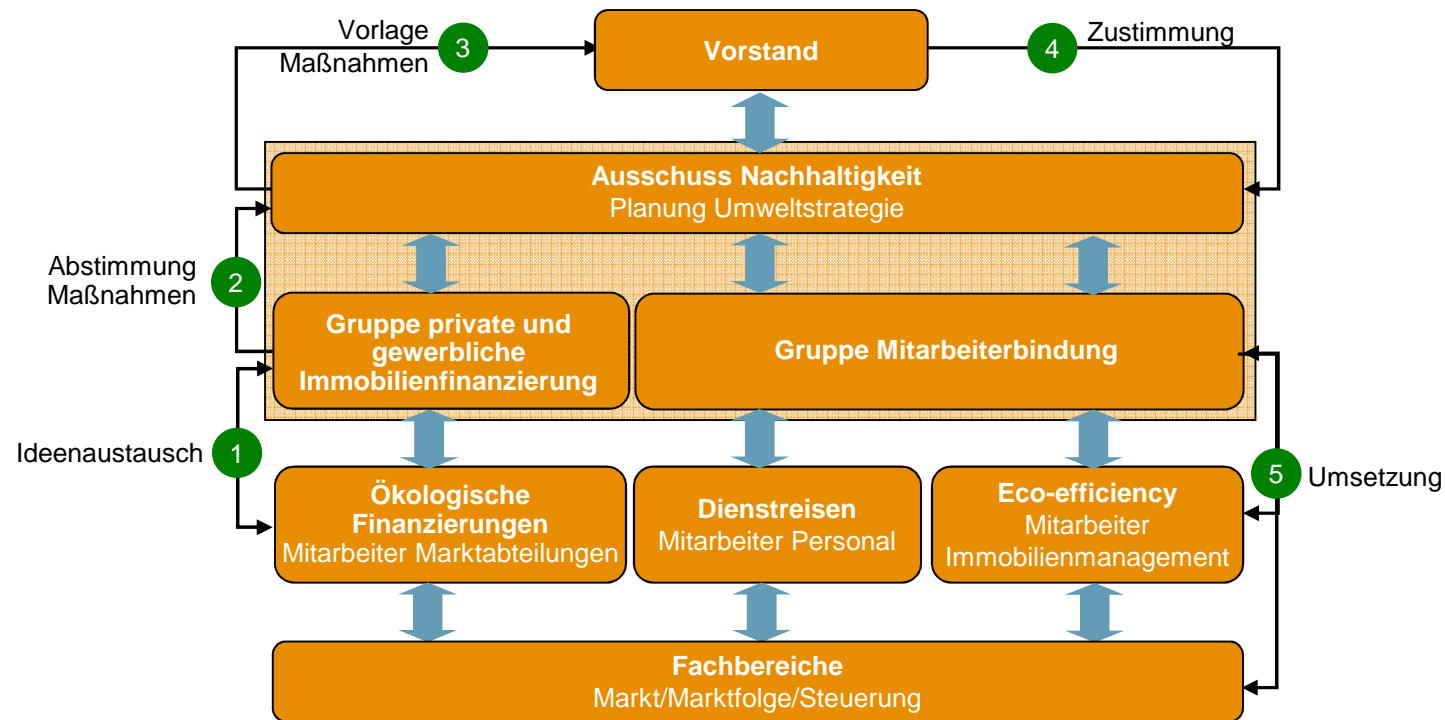 Vorlage
Maßnahmen
3
Vorstand
4
Zustimmung
Ausschuss Nachhaltigkeit
Planung Umweltstrategie
Abstimmung
Maßnahmen
2
Gruppe private und
gewerbliche
Immobilienfinanzierung
Gruppe Mitarbeiterbindung
Ideenaustausch
1
Ökologische
Finanzierungen
Mitarbeiter Marktabteilungen
Dienstreisen
Mitarbeiter Personal
Eco-efficiency
Mitarbeiter
Immobilienmanagement
5
Umsetzung
Fachbereiche
Markt/Marktfolge/Steuerung